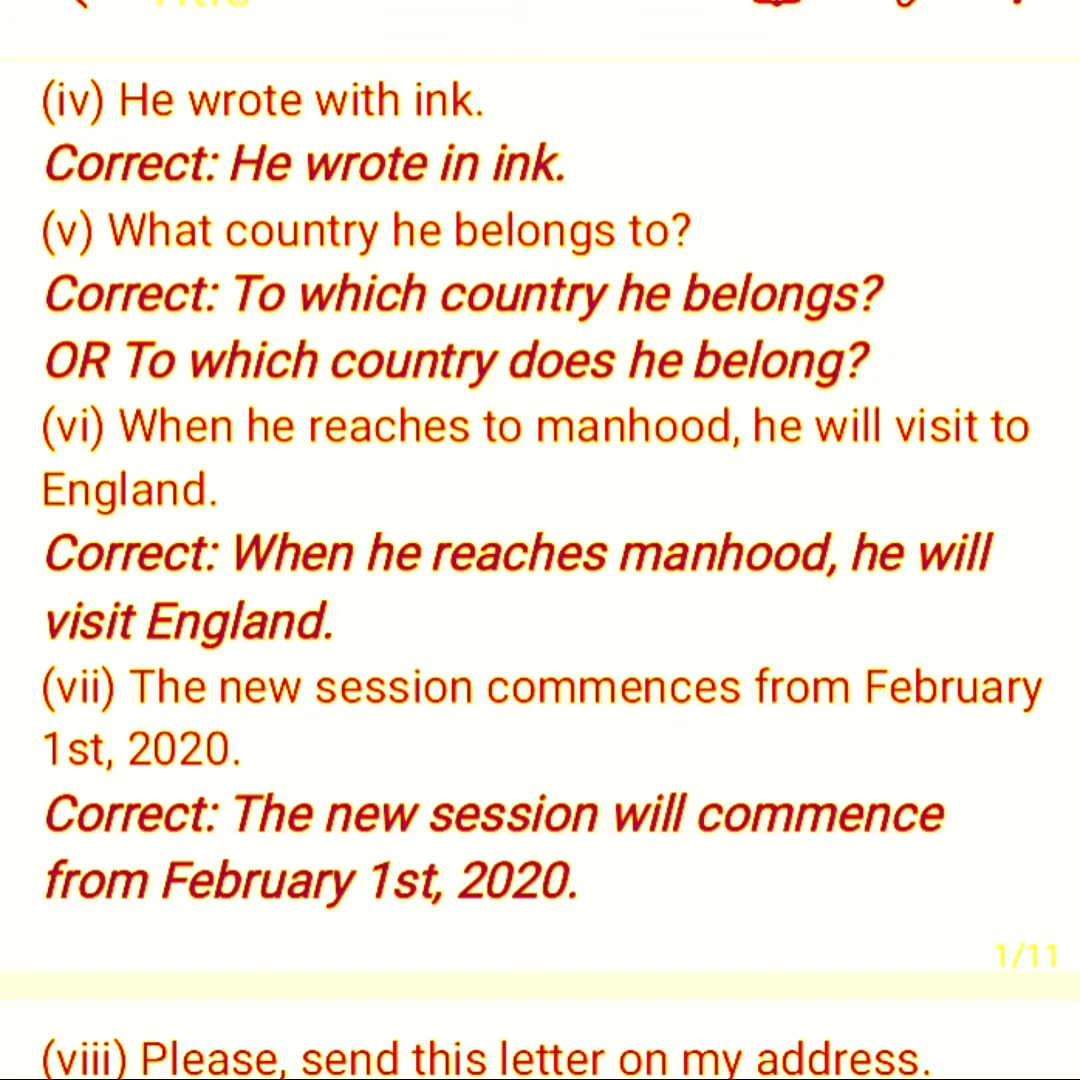 (iv) He wrote with ink.
Correct: He wrote in ink.
(v) What country he belongs to?
Correct: To which country he belongs?
OR To which country does he belong?
(vi) When he reaches to manhood, he will visit to
England.
Correct: When he reaches manhood, he will
visit England.
(vii) The new session commences from February
1st, 2020.
Correct: The new session will commence
from February 1st, 2020.
1/11
(viii) Please, send this letter on my address.